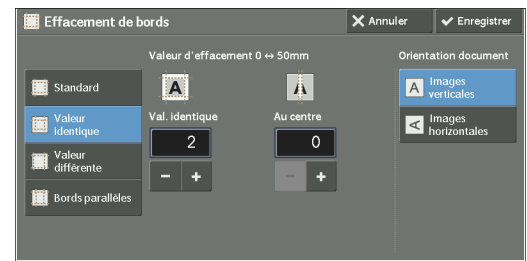 Effacement de bords
Annuler
Enregistrer
Valeur d'effacement 0 ↔ 50mm
Orientation document
Standard
Valeur
identique
Valeur
différente
Bords parallèles
A
Val. identique
2
− +
A
Au centre
0
− +
A Images
verticales
A Images
horizontales